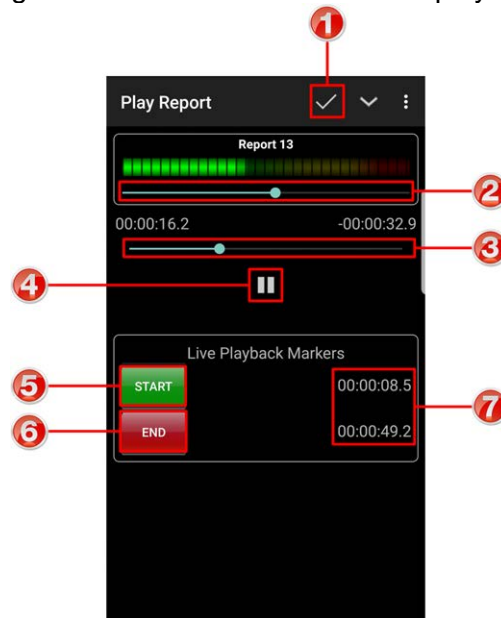 1
Play Report
Report 13
2
00:00:16.2 -00:00:32.9
3
4
Live Playback Markers
5 START 00:00:08.5
7
6 END 00:00:49.2